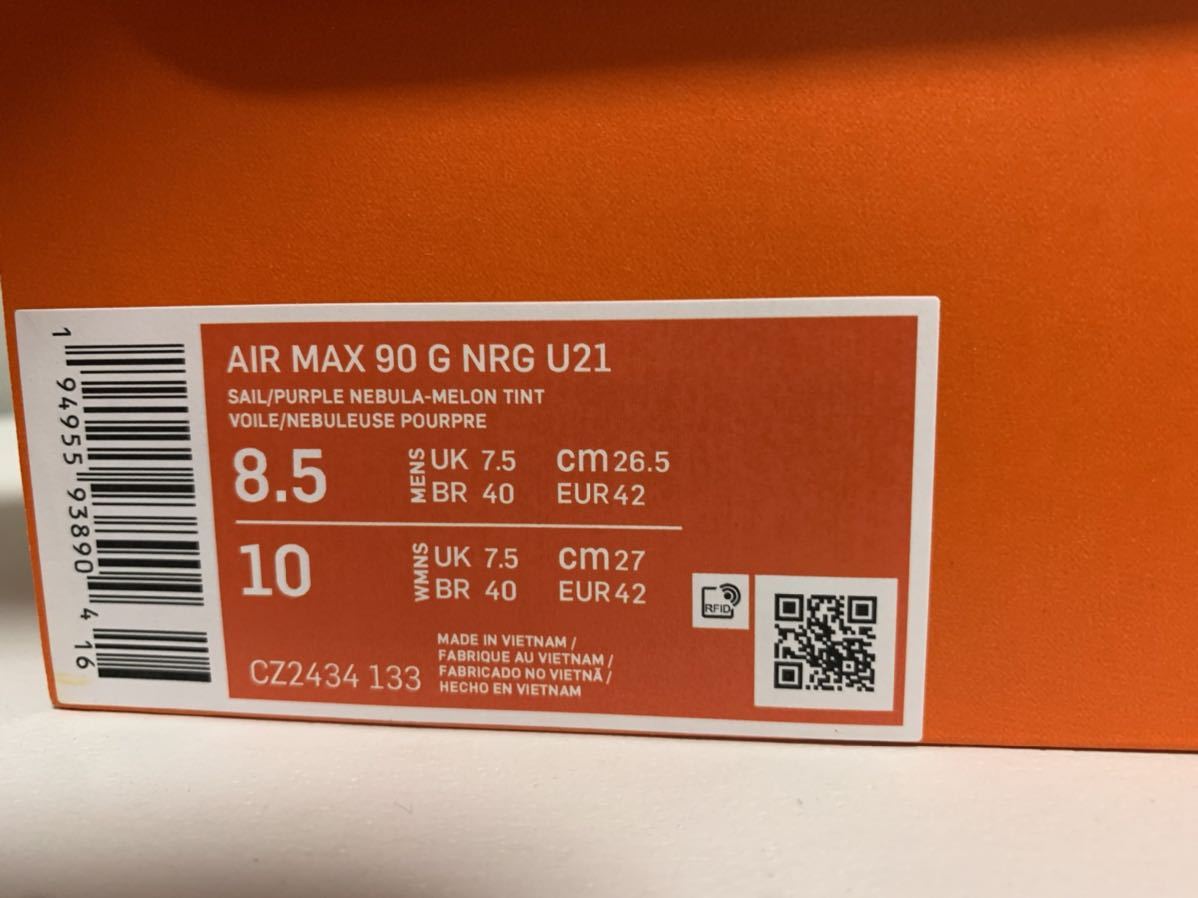 AIR MAX 90 G NRG U21
SAIL/PURPLE NEBULA-MELON TINT
VOILE/NEBULEUSE POURPRE
8.5 MENS UK 7.5 cm 26.5
BR 40 EUR 42
10 WMNS UK 7.5 cm 27
BR 40 EUR 42
CZ2434 133
MADE IN VIETNAM /
FABRIQUE AU VIETNAM /
FABRICADO NO VIETNÃ /
HECHO EN VIETNAM
RFID
1 94955 93890 4 16